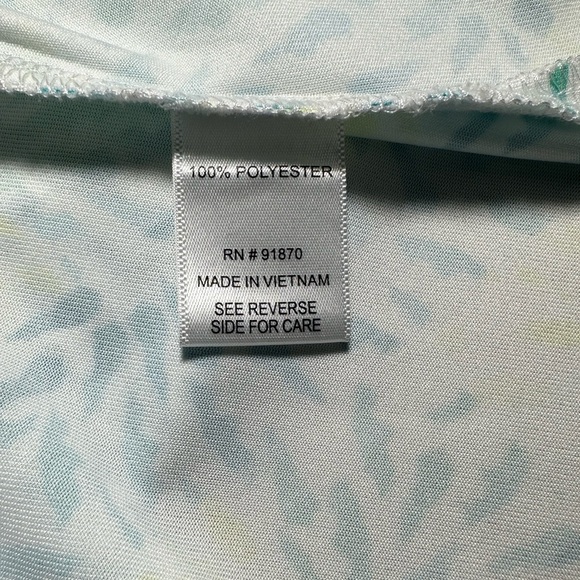 100% POLYESTER
RN # 91870
MADE IN VIETNAM
SEE REVERSE
SIDE FOR CARE